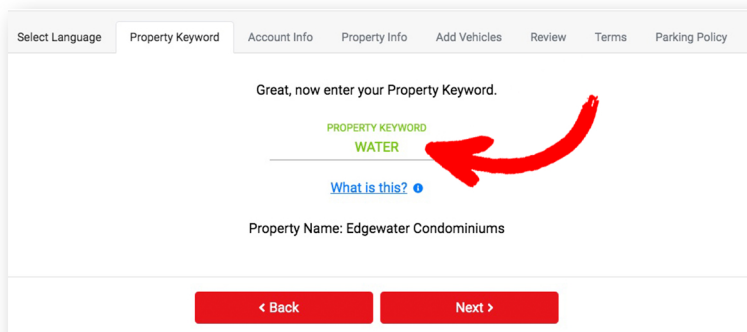 Select Language Property Keyword Account Info Property Info Add Vehicles Review Terms Parking Policy
Great, now enter your Property Keyword.
PROPERTY KEYWORD
WATER
What is this?
Property Name: Edgewater Condominiums
< Back Next >